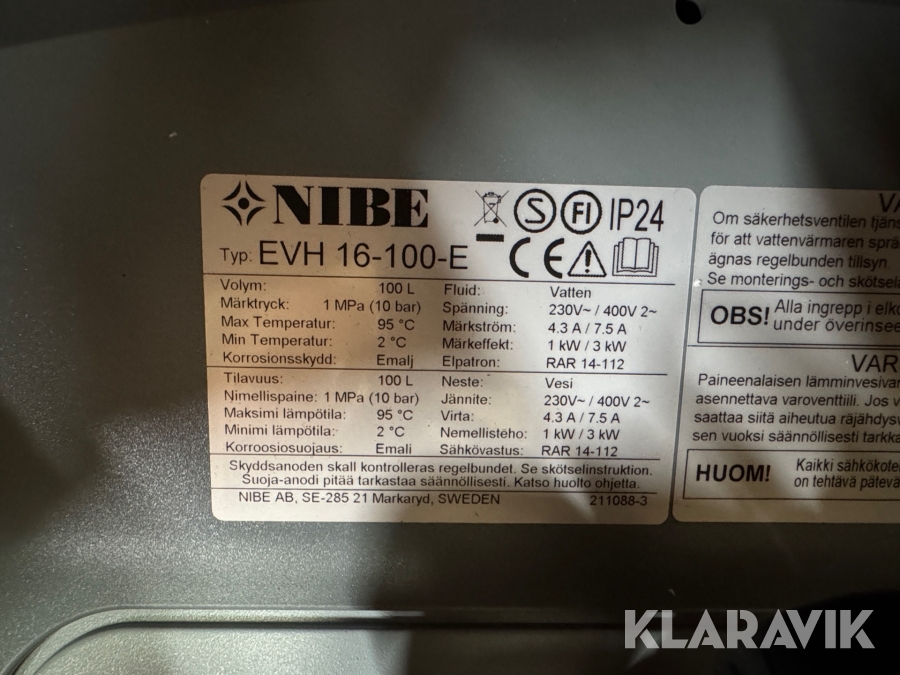 NIBE
S FI IP24
Typ: EVH 16-100-E
CE
Volym: 100 L Fluid: Vatten
Märktryck: 1 MPa (10 bar) Spänning: 230V~ / 400V 2~
Max Temperatur: 95 °C Märkström: 4.3 A / 7.5 A
Min Temperatur: 2 °C Märkeffekt: 1 kW / 3 kW
Korrosionsskydd: Emalj Elpatron: RAR 14-112
Tilavuus: 100 L Neste: Vesi
Nimellispaine: 1 MPa (10 bar) Jännite: 230V~ / 400V 2~
Maksimi lämpötila: 95 °C Virta: 4.3 A / 7.5 A
Minimi lämpötila: 2 °C Nemellisteho: 1 kW / 3 kW
Korroosiosuojaus: Emali Sähkövastus: RAR 14-112
Skyddsanoden skall kontrolleras regelbundet. Se skötselinstruktion.
Suoja-anodi pitää tarkastaa säännöllisesti. Katso huolto ohjetta.
NIBE AB, SE-285 21 Markaryd, SWEDEN 211088-3
Om säkerhetsventilen
för att vattenvärmaren
ägnas regelbunden tillsyn.
Se monterings- och
OBS! Alla ingrepp i
under
Paineenalaisen
asennettava varoventtiili. Jos
saattaa siitä aiheutua
sen vuoksi säännöllisesti
HUOM! Kaikki
on tehtävä
KLARAVIK